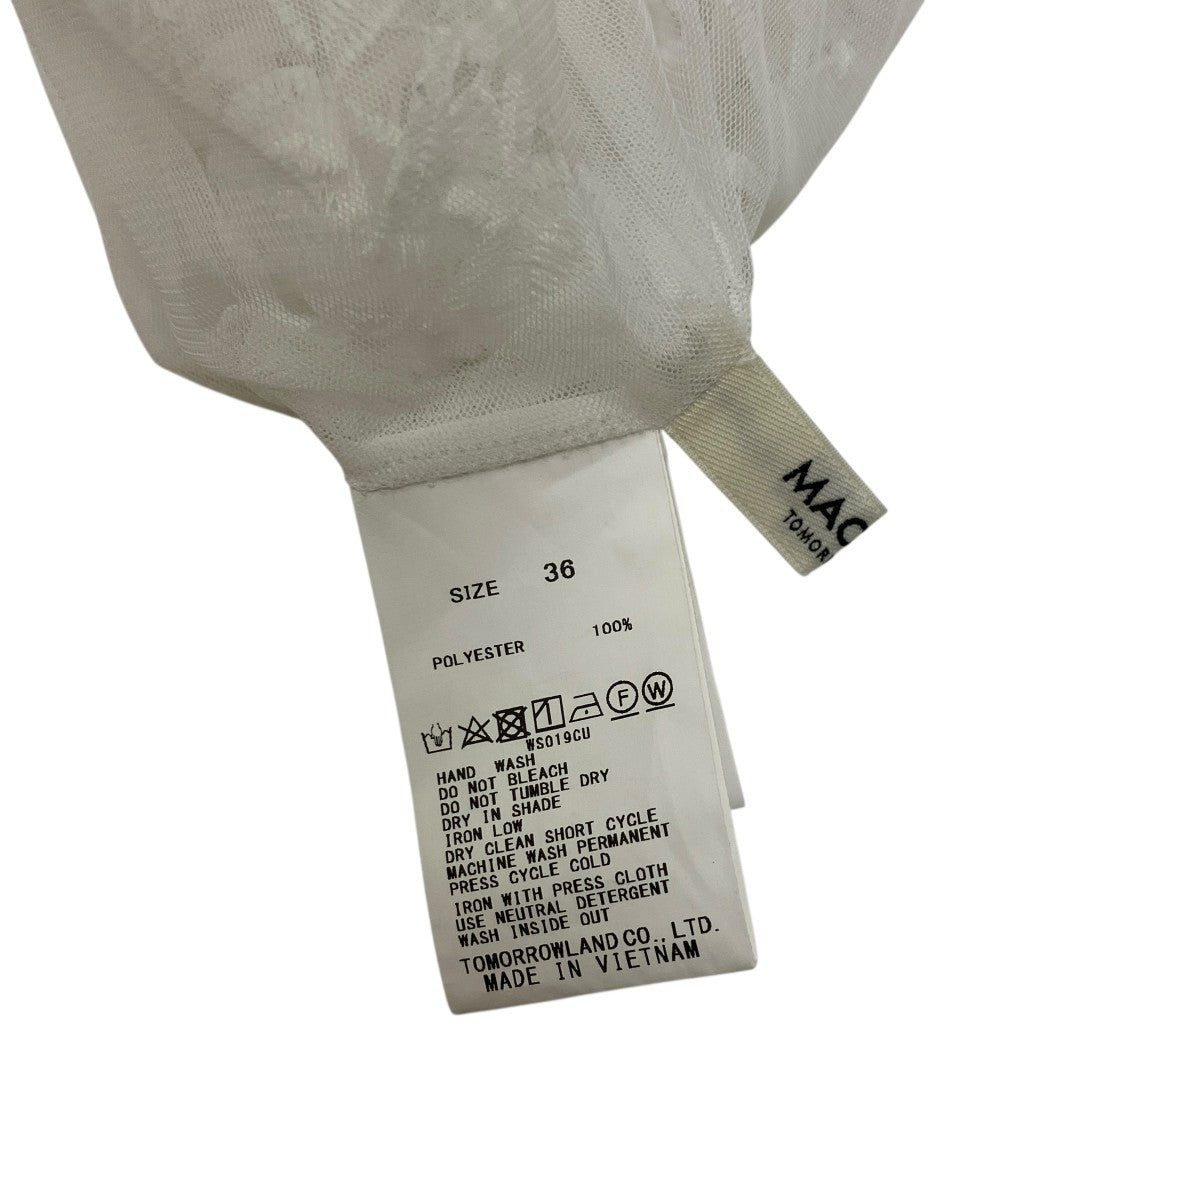 MAC
TOMOR
SIZE 36
POLYESTER 100%
F W
WS019CU
HAND WASH
DO NOT BLEACH
DO NOT TUMBLE DRY
DRY IN SHADE
IRON LOW
DRY CLEAN SHORT CYCLE
MACHINE WASH PERMANENT
PRESS CYCLE COLD
IRON WITH PRESS CLOTH
USE NEUTRAL DETERGENT
WASH INSIDE OUT
TOMORROWLAND CO., LTD.
MADE IN VIETNAM